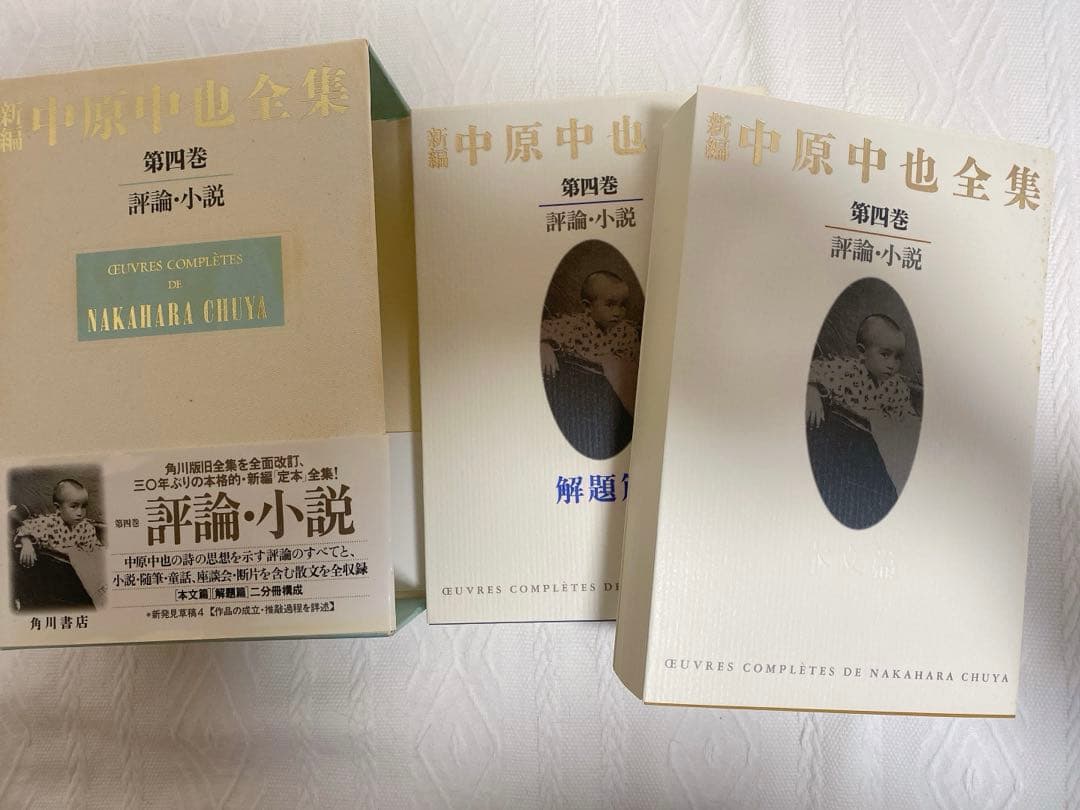 新編 中原中也全集
第四巻
評論・小説
ŒUVRES COMPLÈTES
DE
NAKAHARA CHUYA
角川版旧全集を全面改訂、
三〇年ぶりの本格的・新編「定本」全集!
第四巻 評論・小説
中原中也の詩の思想を示す評論のすべてと、
小説・随筆・童話、座談会・断片を含む散文を全収録
[本文篇][解題篇]二分冊構成
*新発見草稿4【作品の成立・推敲過程を詳述】
角川書店
新編 中原中也
第四巻
評論・小説
解題
ŒUVRES COMPLÈTES DE
新編 中原中也全集
第四巻
評論・小説
ŒUVRES COMPLÈTES DE NAKAHARA CHUYA